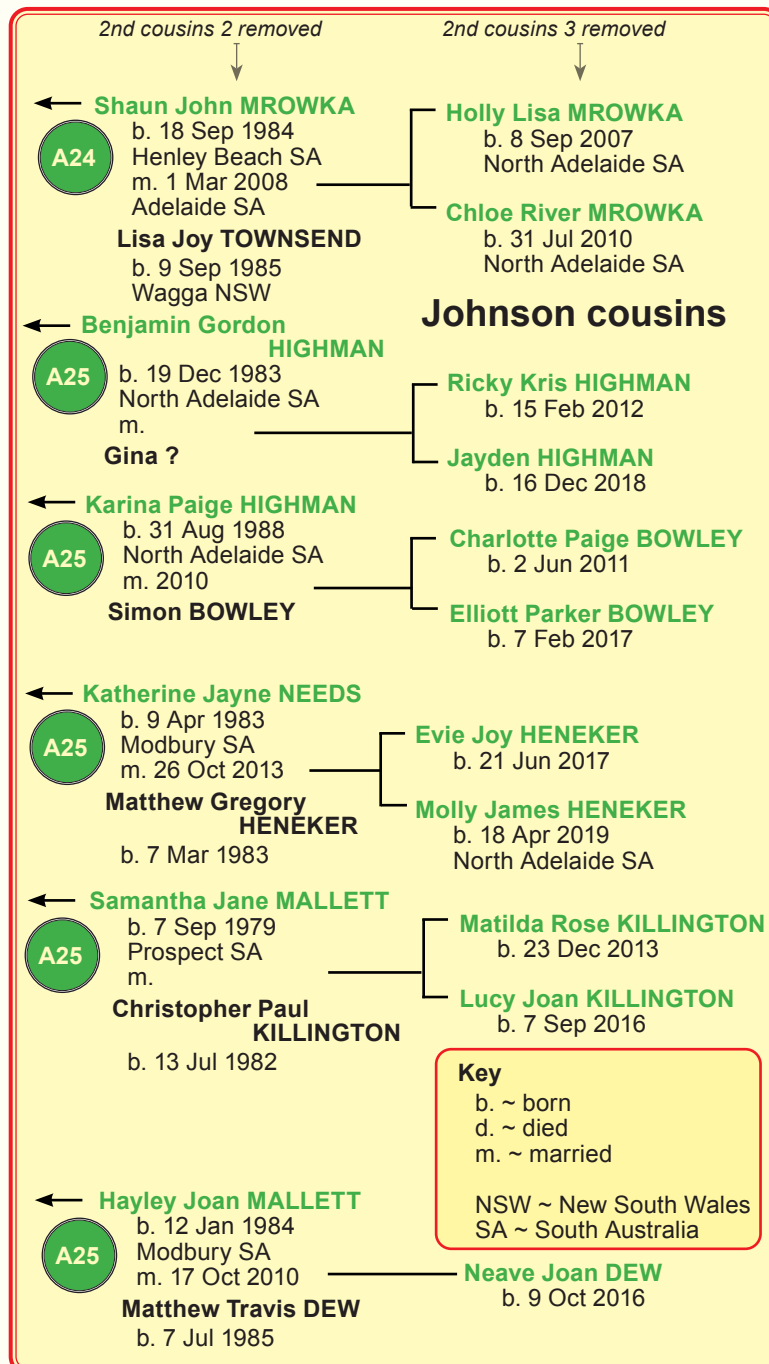 2nd cousins 2 removed
2nd cousins 3 removed
Shaun John MROWKA
A24
b. 18 Sep 1984
Henley Beach SA
m. 1 Mar 2008
Adelaide SA
Lisa Joy TOWNSEND
b. 9 Sep 1985
Wagga NSW
Holly Lisa MROWKA
b. 8 Sep 2007
North Adelaide SA
Chloe River MROWKA
b. 31 Jul 2010
North Adelaide SA
Johnson cousins
Benjamin Gordon
HIGHMAN
A25
b. 19 Dec 1983
North Adelaide SA
m.
Gina ?
Ricky Kris HIGHMAN
b. 15 Feb 2012
Jayden HIGHMAN
b. 16 Dec 2018
Karina Paige HIGHMAN
A25
b. 31 Aug 1988
North Adelaide SA
m. 2010
Simon BOWLEY
Charlotte Paige BOWLEY
b. 2 Jun 2011
Elliott Parker BOWLEY
b. 7 Feb 2017
Katherine Jayne NEEDS
A25
b. 9 Apr 1983
Modbury SA
m. 26 Oct 2013
Matthew Gregory
HENEKER
b. 7 Mar 1983
Evie Joy HENEKER
b. 21 Jun 2017
Molly James HENEKER
b. 18 Apr 2019
North Adelaide SA
Samantha Jane MALLETT
A25
b. 7 Sep 1979
Prospect SA
m.
Christopher Paul
KILLINGTON
b. 13 Jul 1982
Matilda Rose KILLINGTON
b. 23 Dec 2013
Lucy Joan KILLINGTON
b. 7 Sep 2016
Key
b. ~ born
d. ~ died
m. ~ married
NSW ~ New South Wales
SA ~ South Australia
Hayley Joan MALLETT
A25
b. 12 Jan 1984
Modbury SA
m. 17 Oct 2010
Matthew Travis DEW
b. 7 Jul 1985
Neave Joan DEW
b. 9 Oct 2016